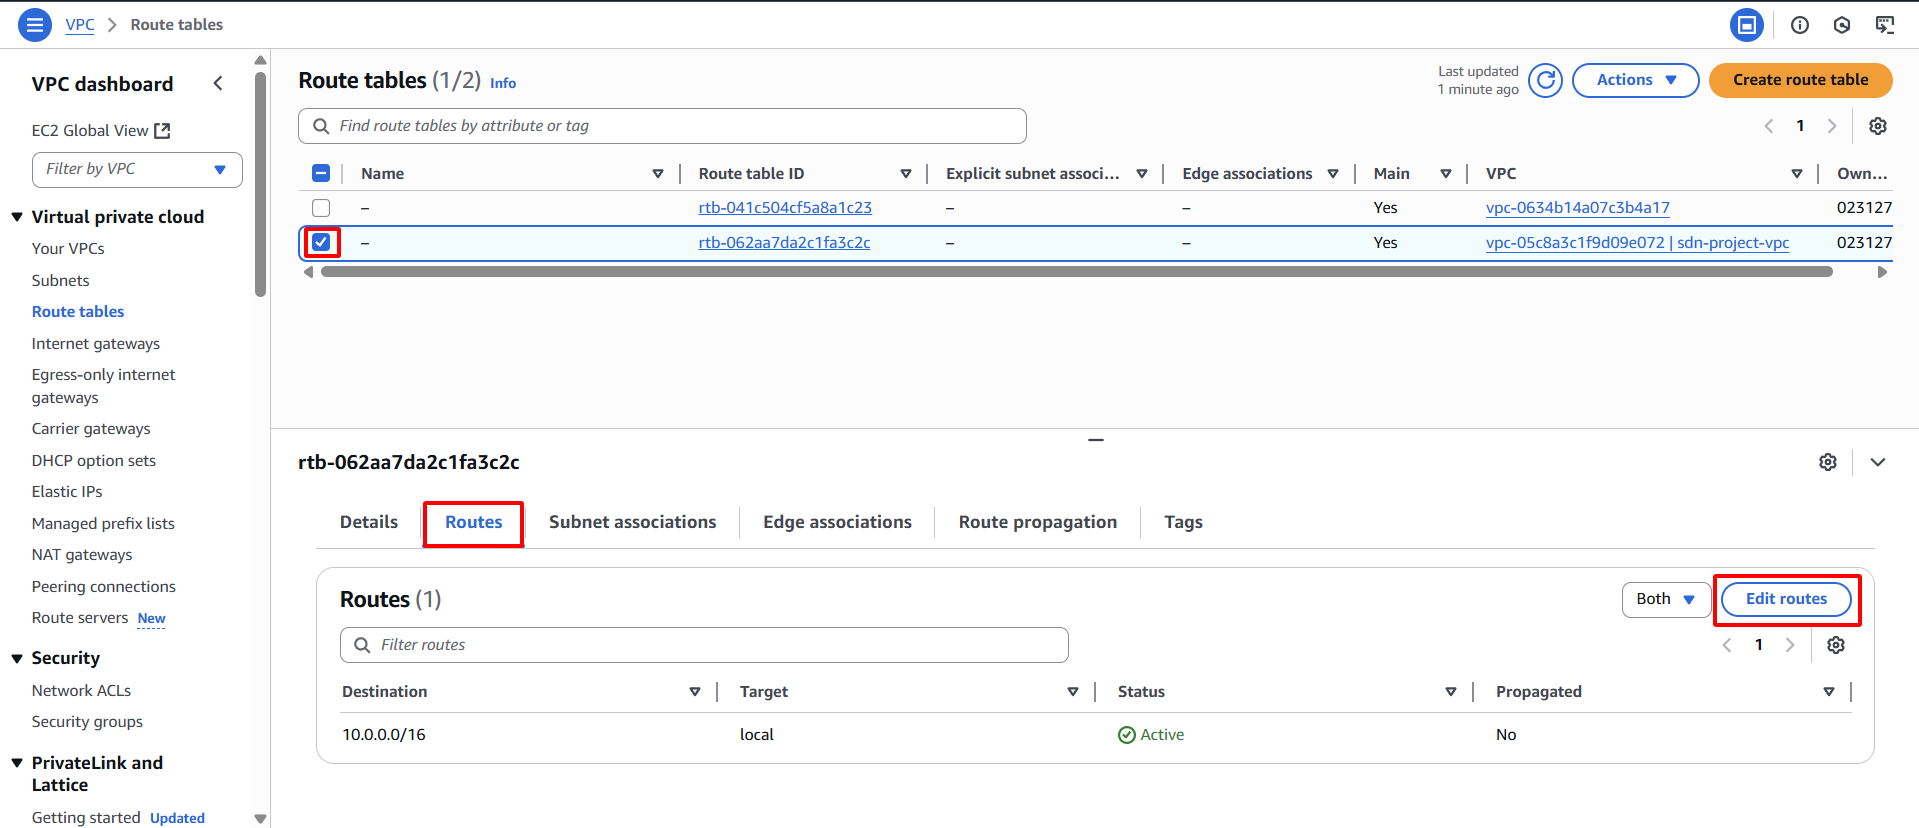 VPC > Route tables
VPC dashboard
EC2 Global View
Filter by VPC
Virtual private cloud
Your VPCs
Subnets
Route tables
Internet gateways
Egress-only internet
gateways
Carrier gateways
DHCP option sets
Elastic IPs
Managed prefix lists
NAT gateways
Peering connections
Route servers New
Security
Network ACLs
Security groups
PrivateLink and
Lattice
Getting started Updated
Route tables (1/2) Info
Last updated
1 minute ago
Actions
Create route table
Find route tables by attribute or tag
1
Name Route table ID Explicit subnet associ... Edge associations Main VPC Own...
– rtb-041c504cf5a8a1c23 – – Yes vpc-0634b14a07c3b4a17 023127
– rtb-062aa7da2c1fa3c2c – – Yes vpc-05c8a3c1f9d09e072 | sdn-project-vpc 023127
rtb-062aa7da2c1fa3c2c
Details Routes Subnet associations Edge associations Route propagation Tags
Routes (1)
Both
Edit routes
Filter routes
1
Destination Target Status Propagated
10.0.0.0/16 local Active No